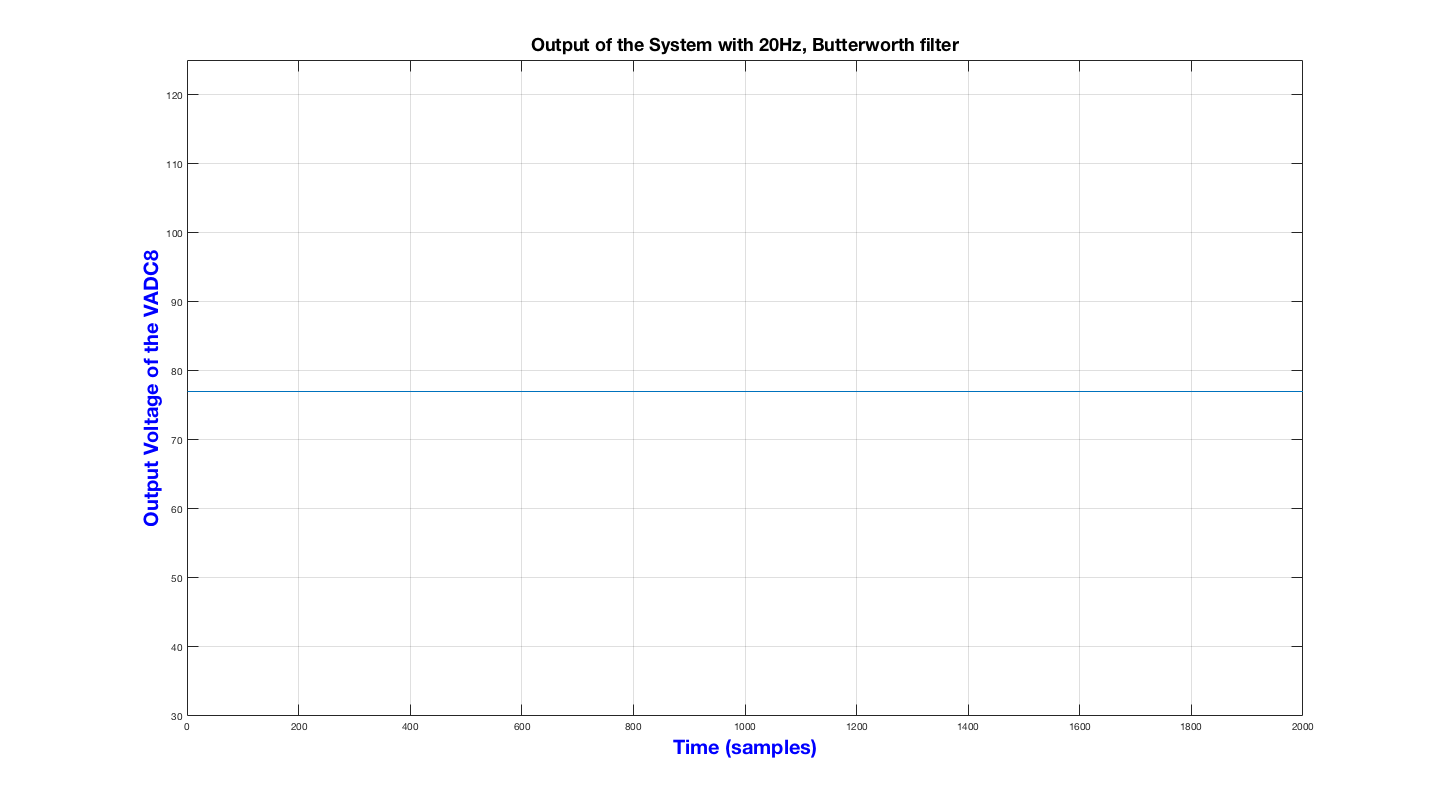 Output of the System with 20Hz, Butterworth filter
Output Voltage of the VADC8
120
110
100
90
80
70
60
50
40
30
0 200 400 600 800 1000 1200 1400 1600 1800 2000
Time (samples)